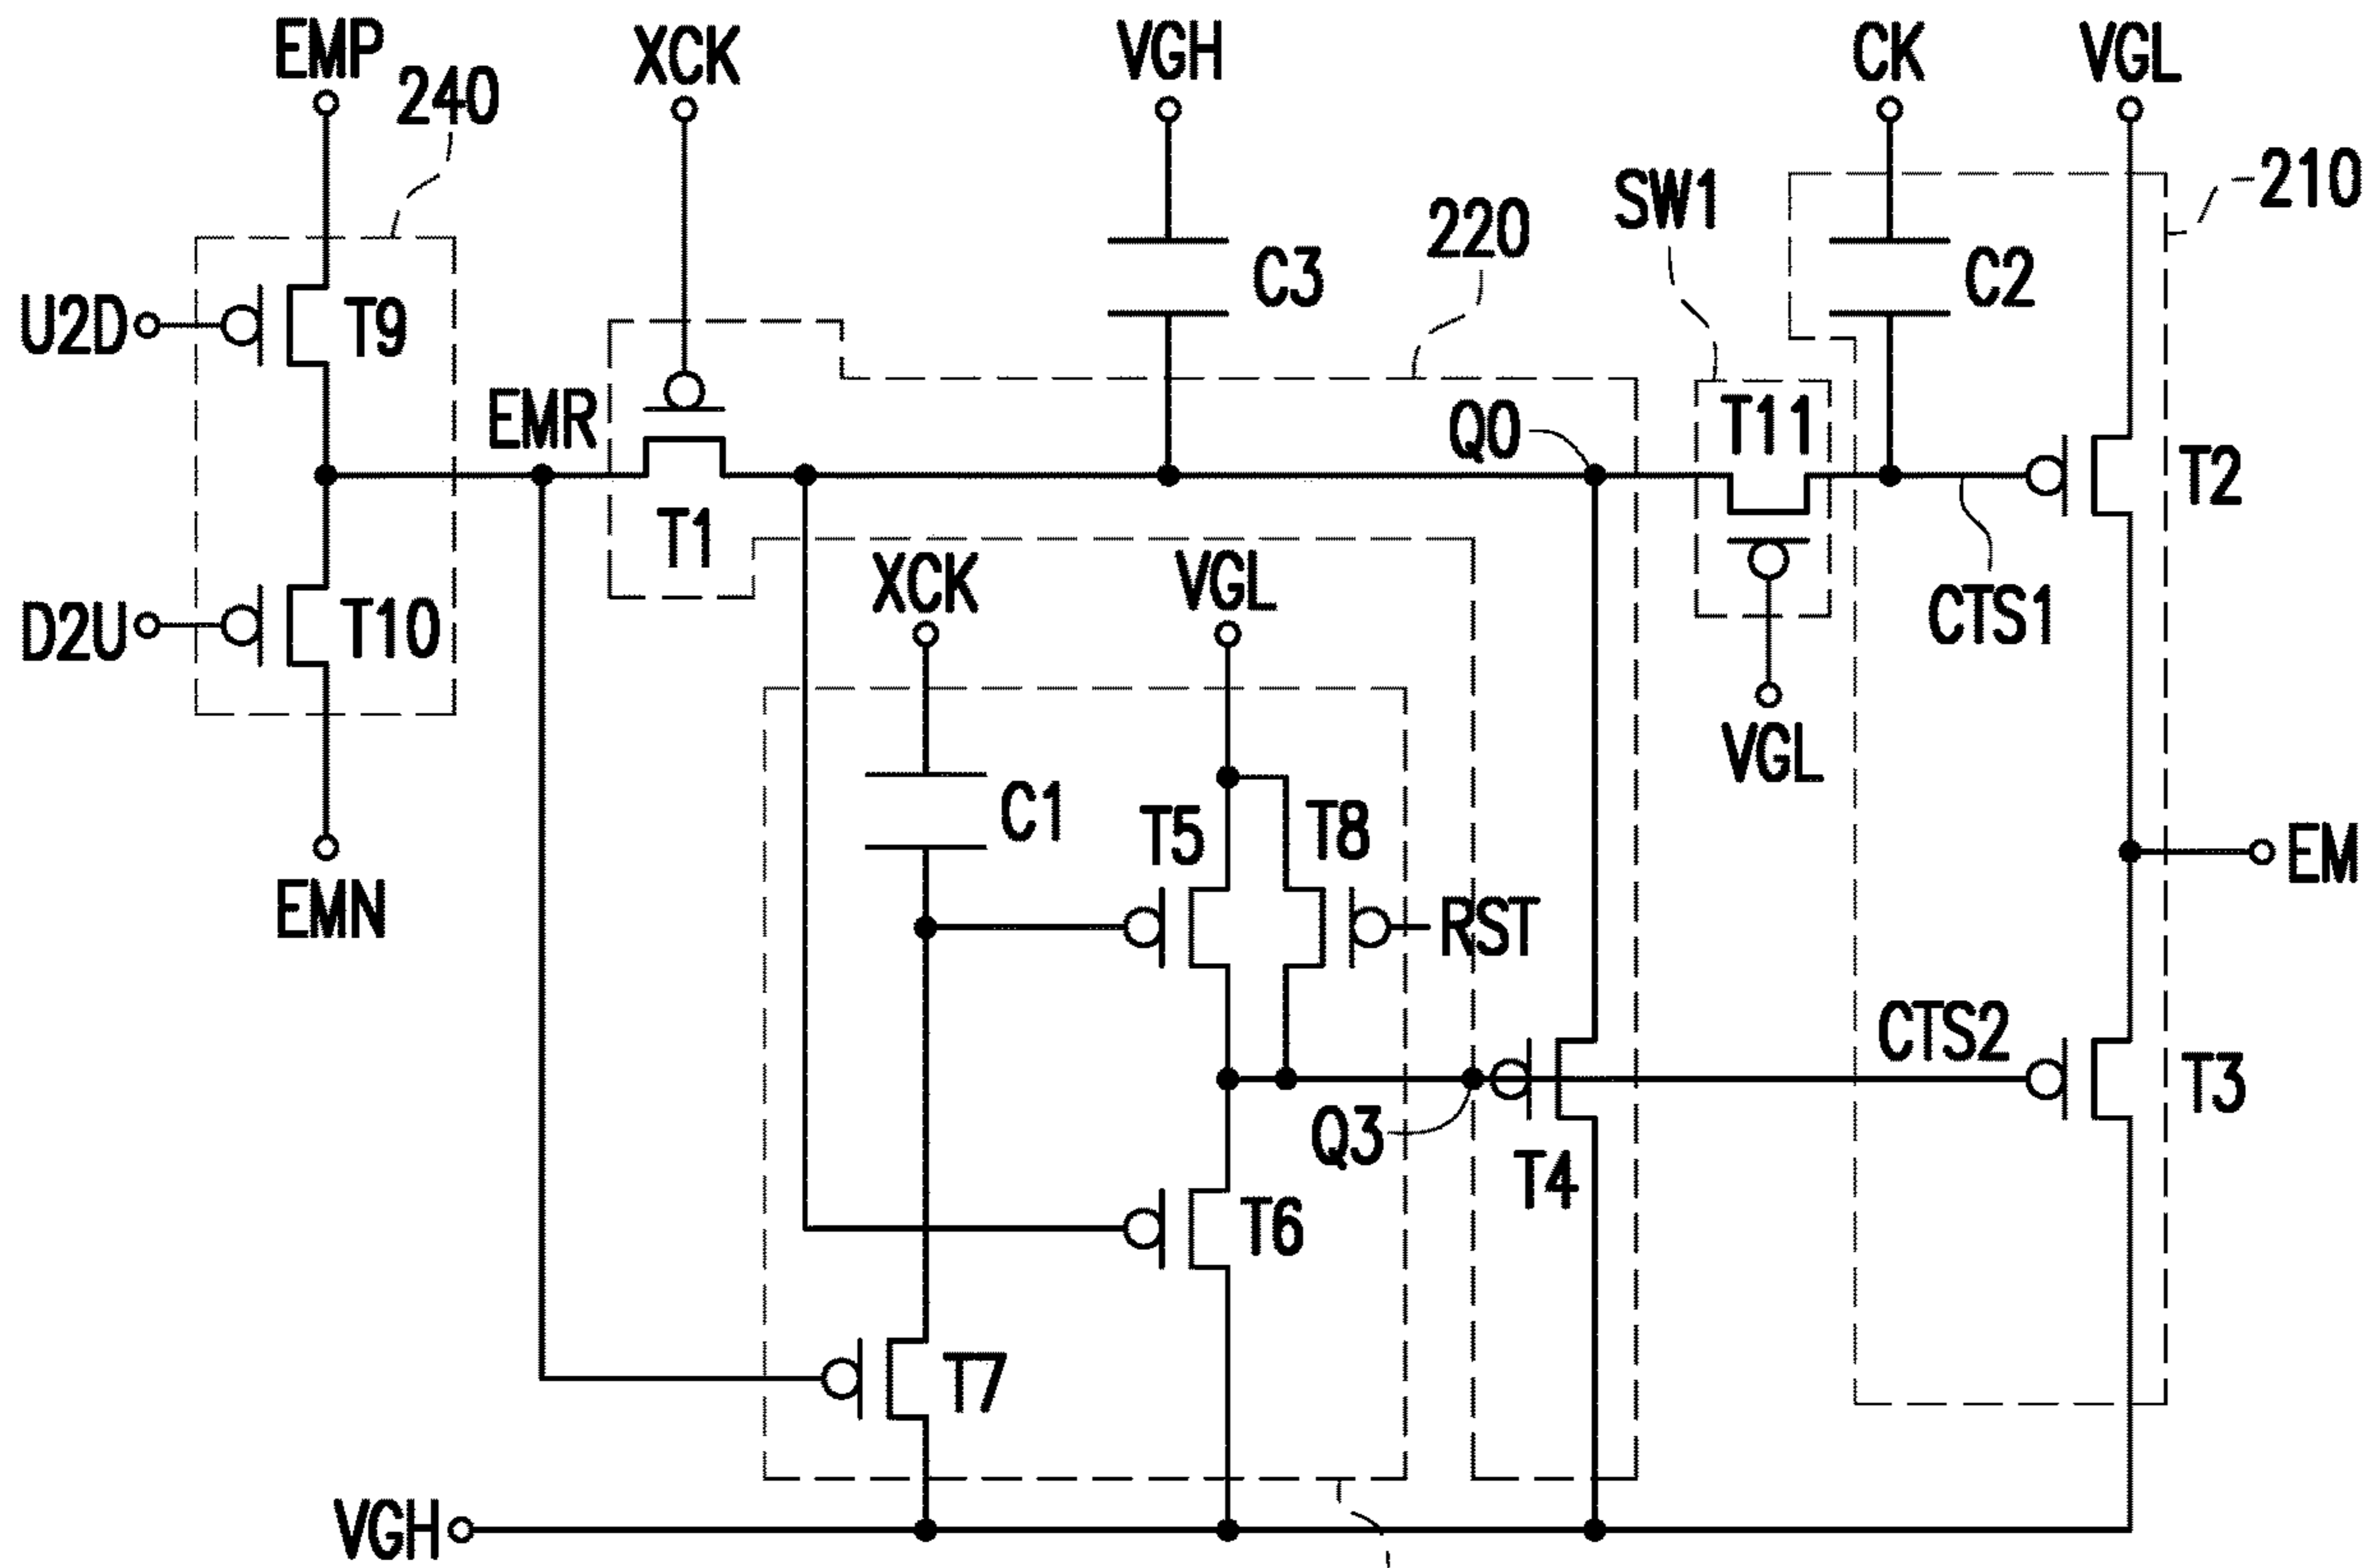 EMP
240
XCK
VGH
CK
VGL
210
SW1
220
C3
C2
U2D
T9
EMR
Q0
T11
T2
T1
XCK
VGL
CTS1
D2U
T10
VGL
C1
T5
T8
EM
EMN
RST
CTS2
T3
Q3
T4
T6
T7
VGH